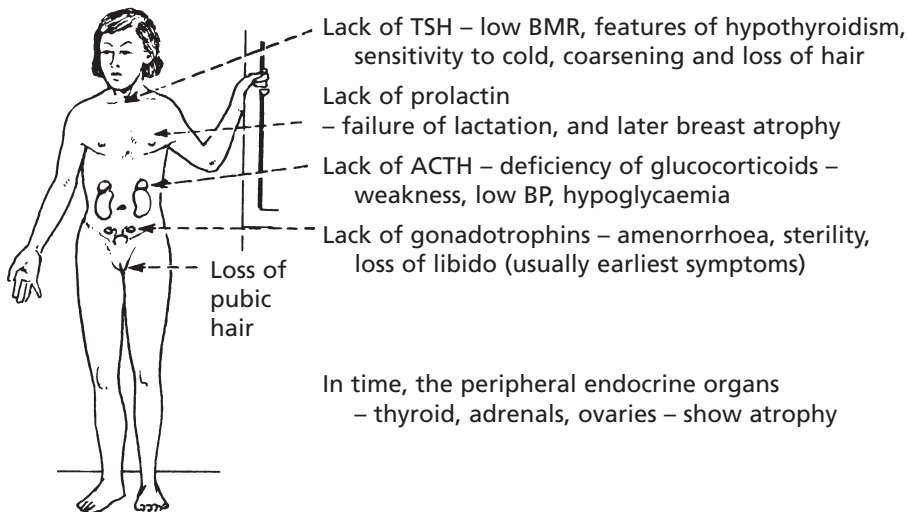 Lack of TSH – low BMR, features of hypothyroidism,
sensitivity to cold, coarsening and loss of hair
Lack of prolactin
– failure of lactation, and later breast atrophy
Lack of ACTH – deficiency of glucocorticoids –
weakness, low BP, hypoglycaemia
Lack of gonadotrophins – amenorrhoea, sterility,
loss of libido (usually earliest symptoms)
Loss of
pubic
hair
In time, the peripheral endocrine organs
– thyroid, adrenals, ovaries – show atrophy